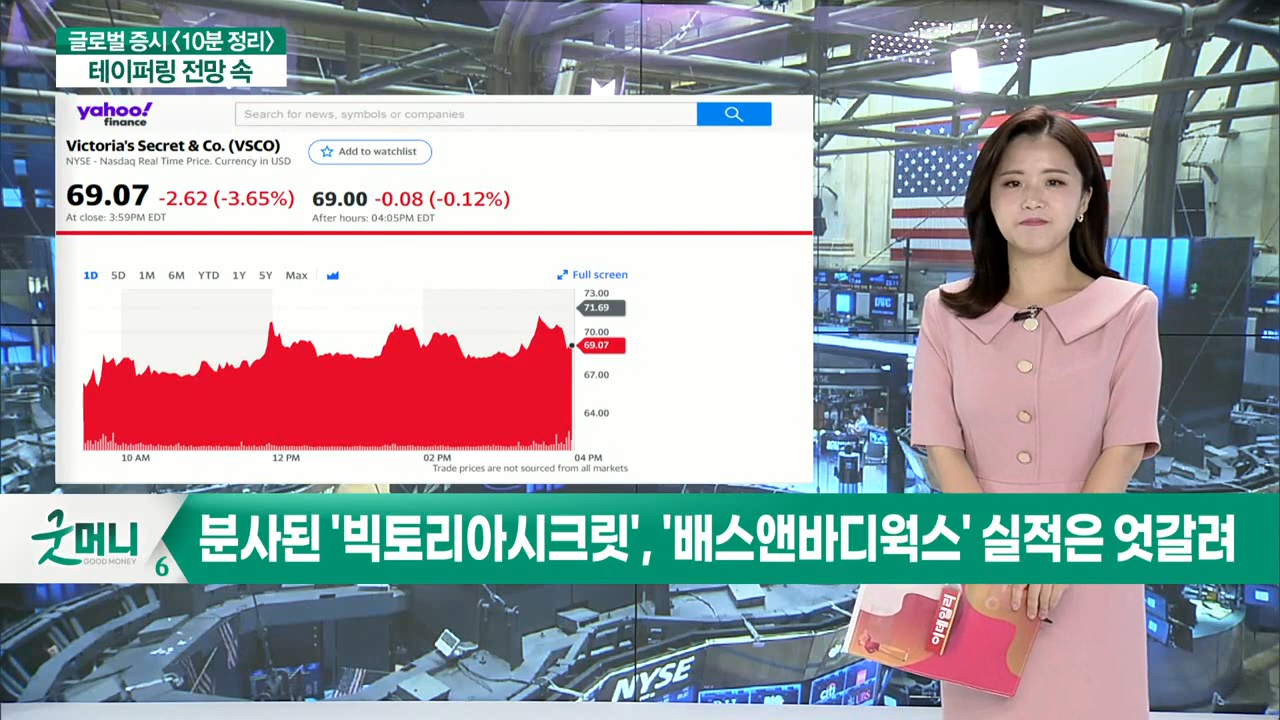 글로벌 증시 <10분 정리>
테이퍼링 전망 속
yahoo!
finance
Search for news, symbols or companies
Victoria's Secret & Co. (VSCO)
NYSE - Nasdaq Real Time Price. Currency in USD
Add to watchlist
69.07 -2.62 (-3.65%) 69.00 -0.08 (-0.12%)
At close: 3:59PM EDT After hours: 04:05PM EDT
1D 5D 1M 6M YTD 1Y 5Y Max Full screen
73.00
71.69
70.00
69.07
67.00
64.00
10 AM 12 PM 02 PM 04 PM
Trade prices are not sourced from all markets
굿머니
GOOD MONEY
6
분사된 '빅토리아시크릿', '배스앤바디웍스' 실적은 엇갈려
이데일리
NYSE
citi